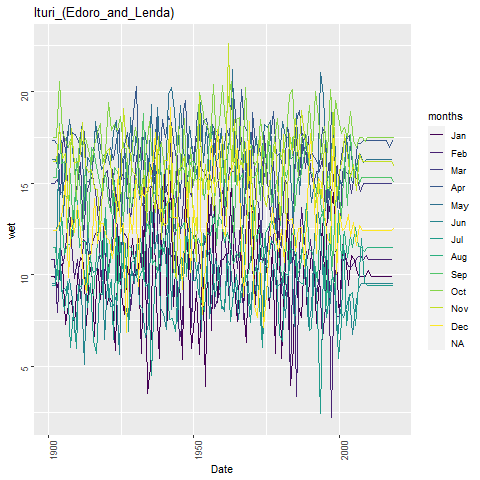 Ituri_(Edoro_and_Lenda)
wet
20
15
10
5
1900
1950
2000
Date
months
Jan
Feb
Mar
Apr
May
Jun
Jul
Aug
Sep
Oct
Nov
Dec
NA